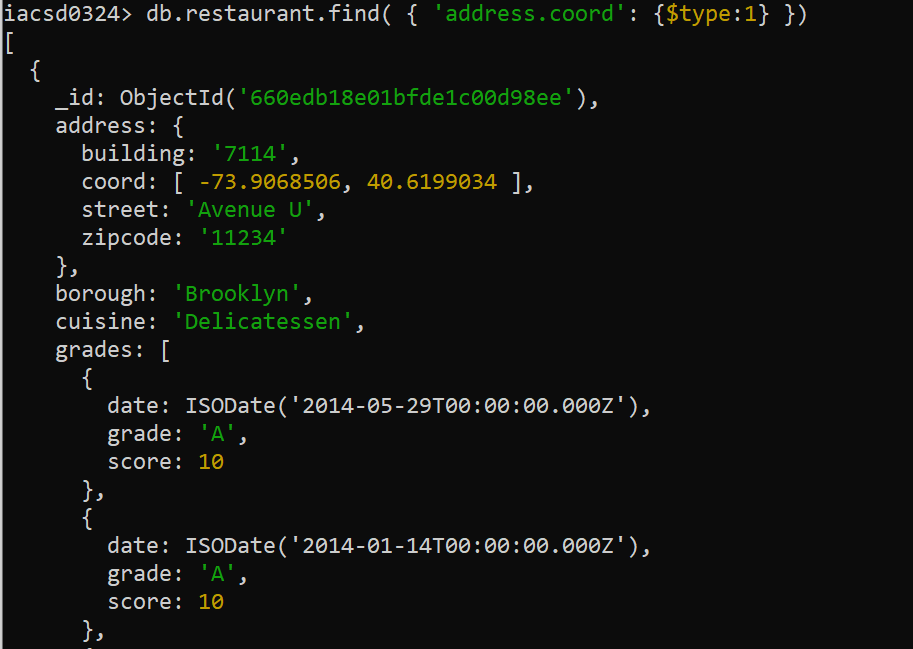 iacsd0324> db.restaurant.find( { 'address.coord': {$type:1} })
[
  {
    _id: ObjectId('660edb18e01bfde1c00d98ee'),
    address: {
      building: '7114',
      coord: [ -73.9068506, 40.6199034 ],
      street: 'Avenue U',
      zipcode: '11234'
    },
    borough: 'Brooklyn',
    cuisine: 'Delicatessen',
    grades: [
      {
        date: ISODate('2014-05-29T00:00:00.000Z'),
        grade: 'A',
        score: 10
      },
      {
        date: ISODate('2014-01-14T00:00:00.000Z'),
        grade: 'A',
        score: 10
      },